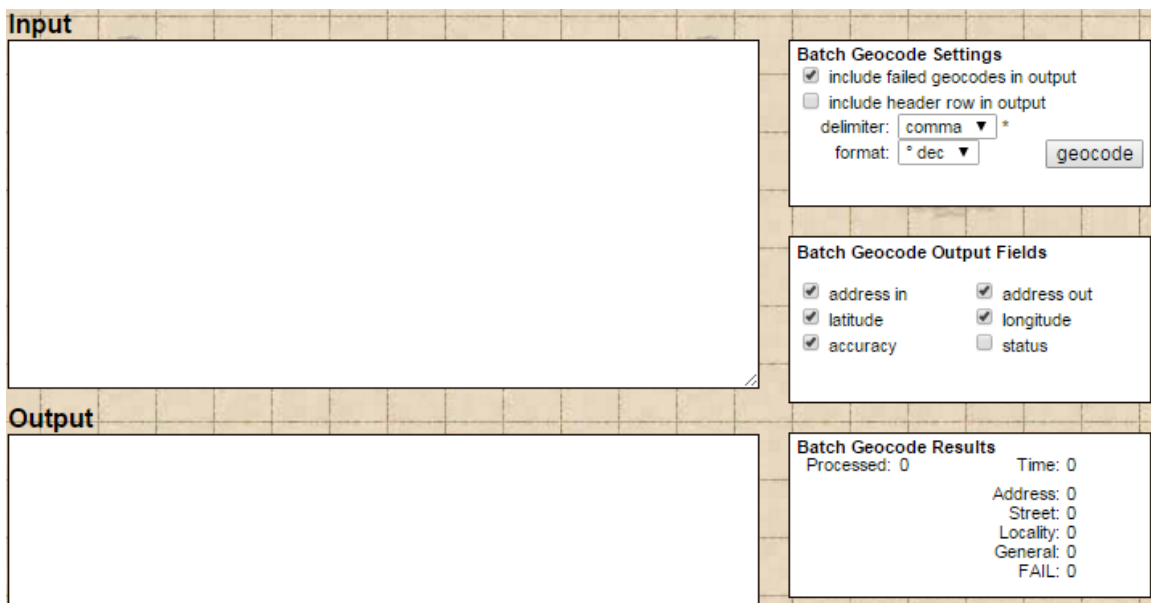 Input
Batch Geocode Settings
include failed geocodes in output
include header row in output
delimiter: comma ▼ *
format: ° dec ▼
geocode
Batch Geocode Output Fields
address in address out
latitude longitude
accuracy status
Output
Batch Geocode Results
Processed: 0 Time: 0
Address: 0
Street: 0
Locality: 0
General: 0
FAIL: 0